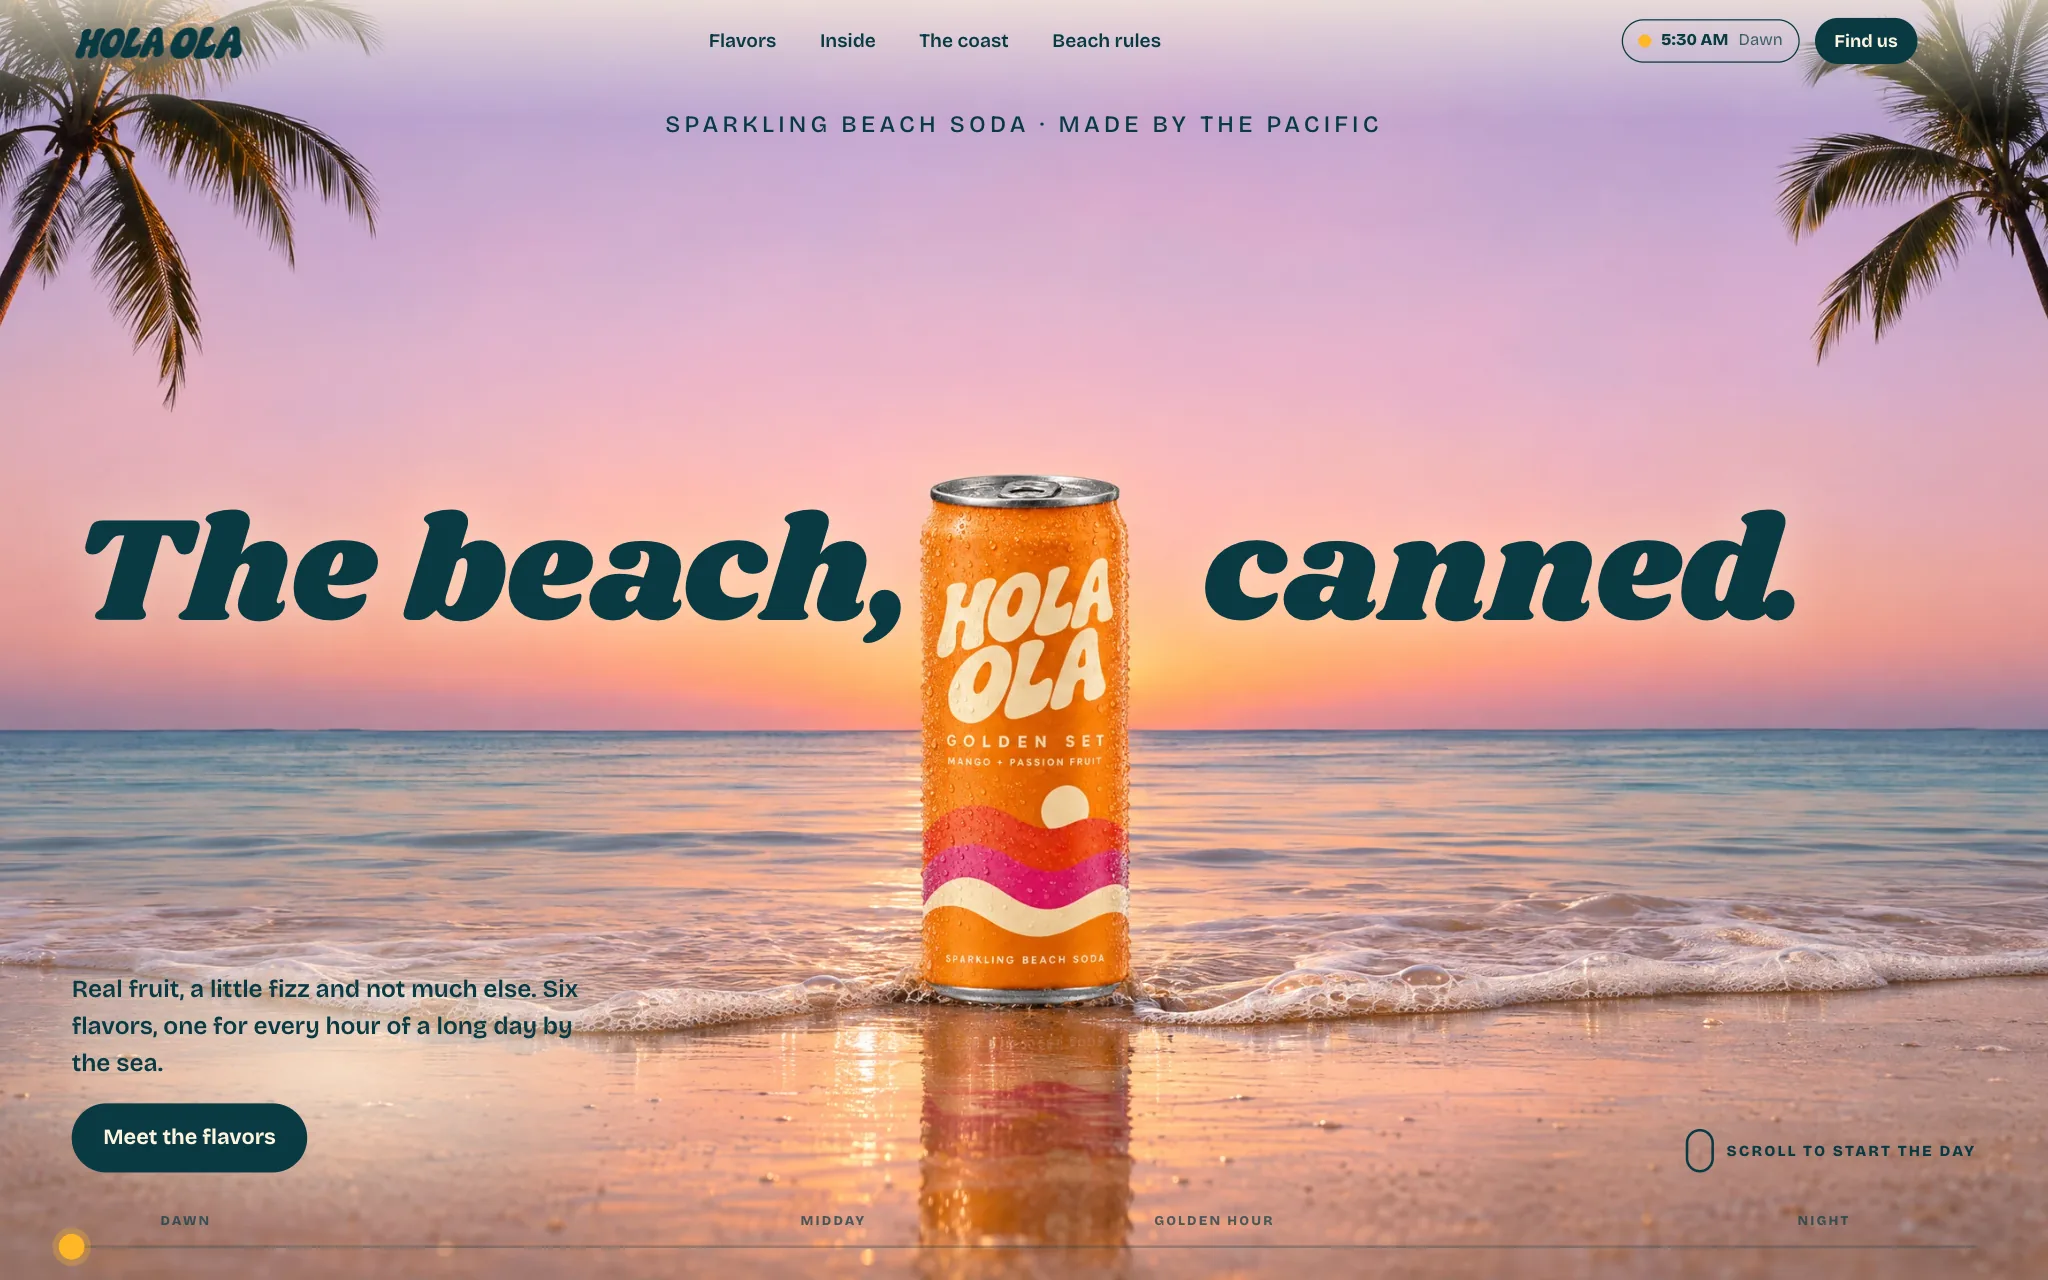 HOLA OLA
Flavors
Inside
The coast
Beach rules
5:30 AM Dawn
Find us
SPARKLING BEACH SODA · MADE BY THE PACIFIC
The beach, canned.
HOLA
OLA
GOLDEN SET
MANGO + PASSION FRUIT
SPARKLING BEACH SODA
Real fruit, a little fizz and not much else. Six
flavors, one for every hour of a long day by
the sea.
Meet the flavors
SCROLL TO START THE DAY
DAWN
MIDDAY
GOLDEN HOUR
NIGHT